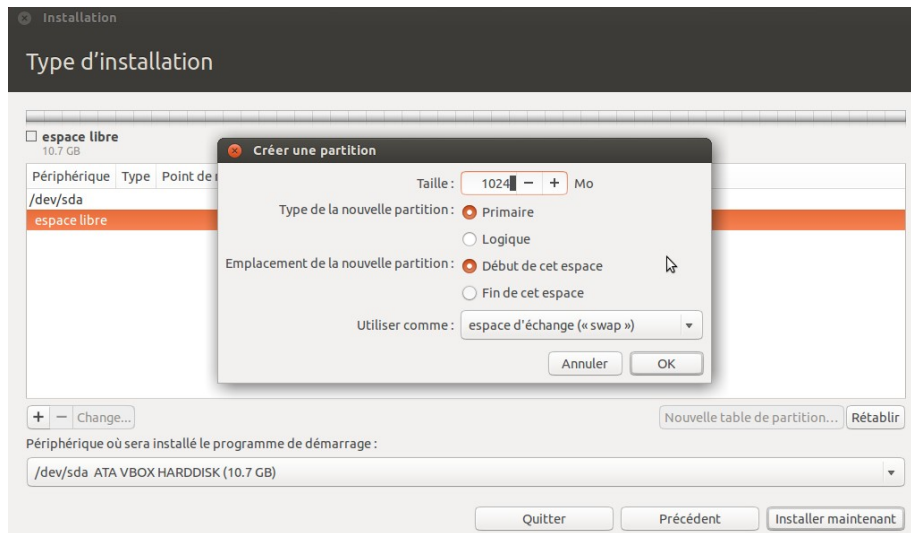 Installation
Type d'installation
espace libre
10.7 GB
Périphérique Type Point de
/dev/sda
espace libre
Créer une partition
Taille : 1024 − + Mo
Type de la nouvelle partition : Primaire
Logique
Emplacement de la nouvelle partition : Début de cet espace
Fin de cet espace
Utiliser comme : espace d'échange (« swap »)
Annuler OK
+ − Change...
Nouvelle table de partition... Rétablir
Périphérique où sera installé le programme de démarrage :
/dev/sda ATA VBOX HARDDISK (10.7 GB)
Quitter Précédent Installer maintenant